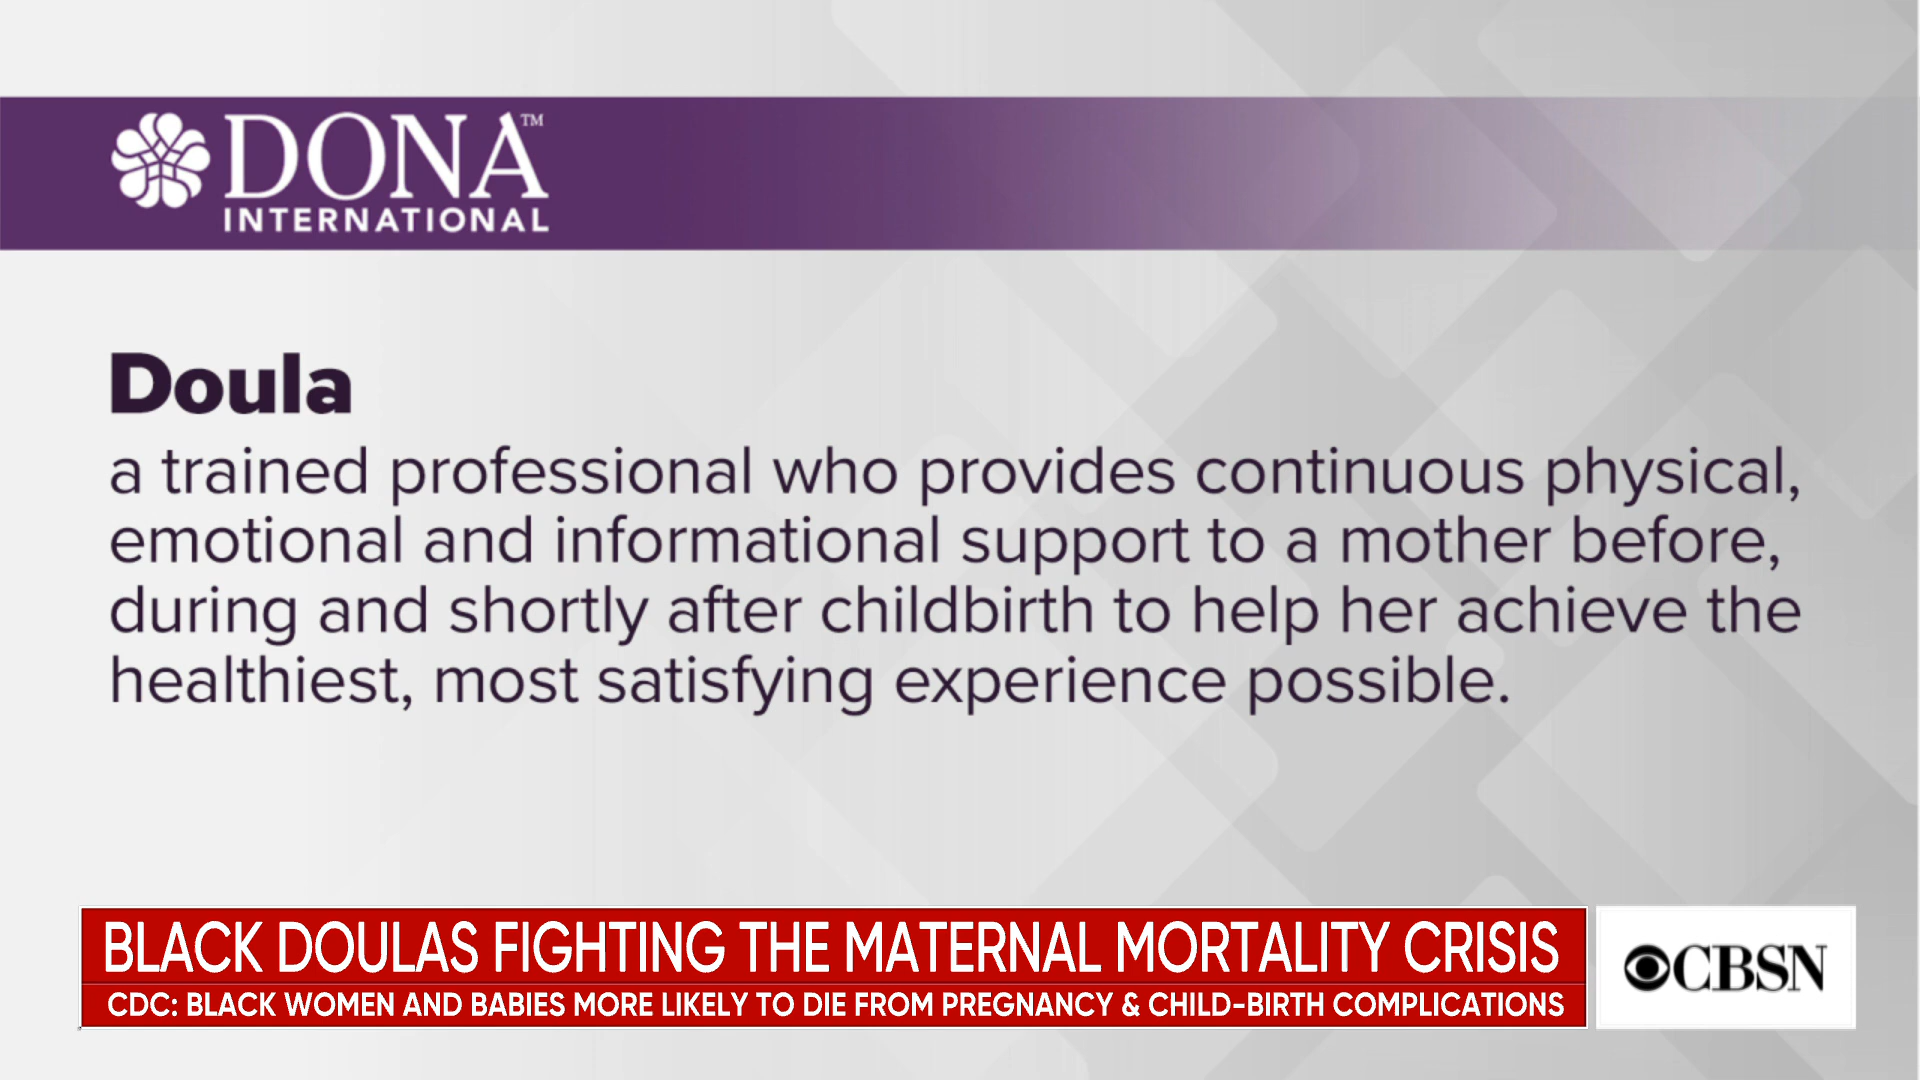 DONA™
INTERNATIONAL
Doula
a trained professional who provides continuous physical,
emotional and informational support to a mother before,
during and shortly after childbirth to help her achieve the
healthiest, most satisfying experience possible.
BLACK DOULAS FIGHTING THE MATERNAL MORTALITY CRISIS
CDC: BLACK WOMEN AND BABIES MORE LIKELY TO DIE FROM PREGNANCY & CHILD-BIRTH COMPLICATIONS
CBSN